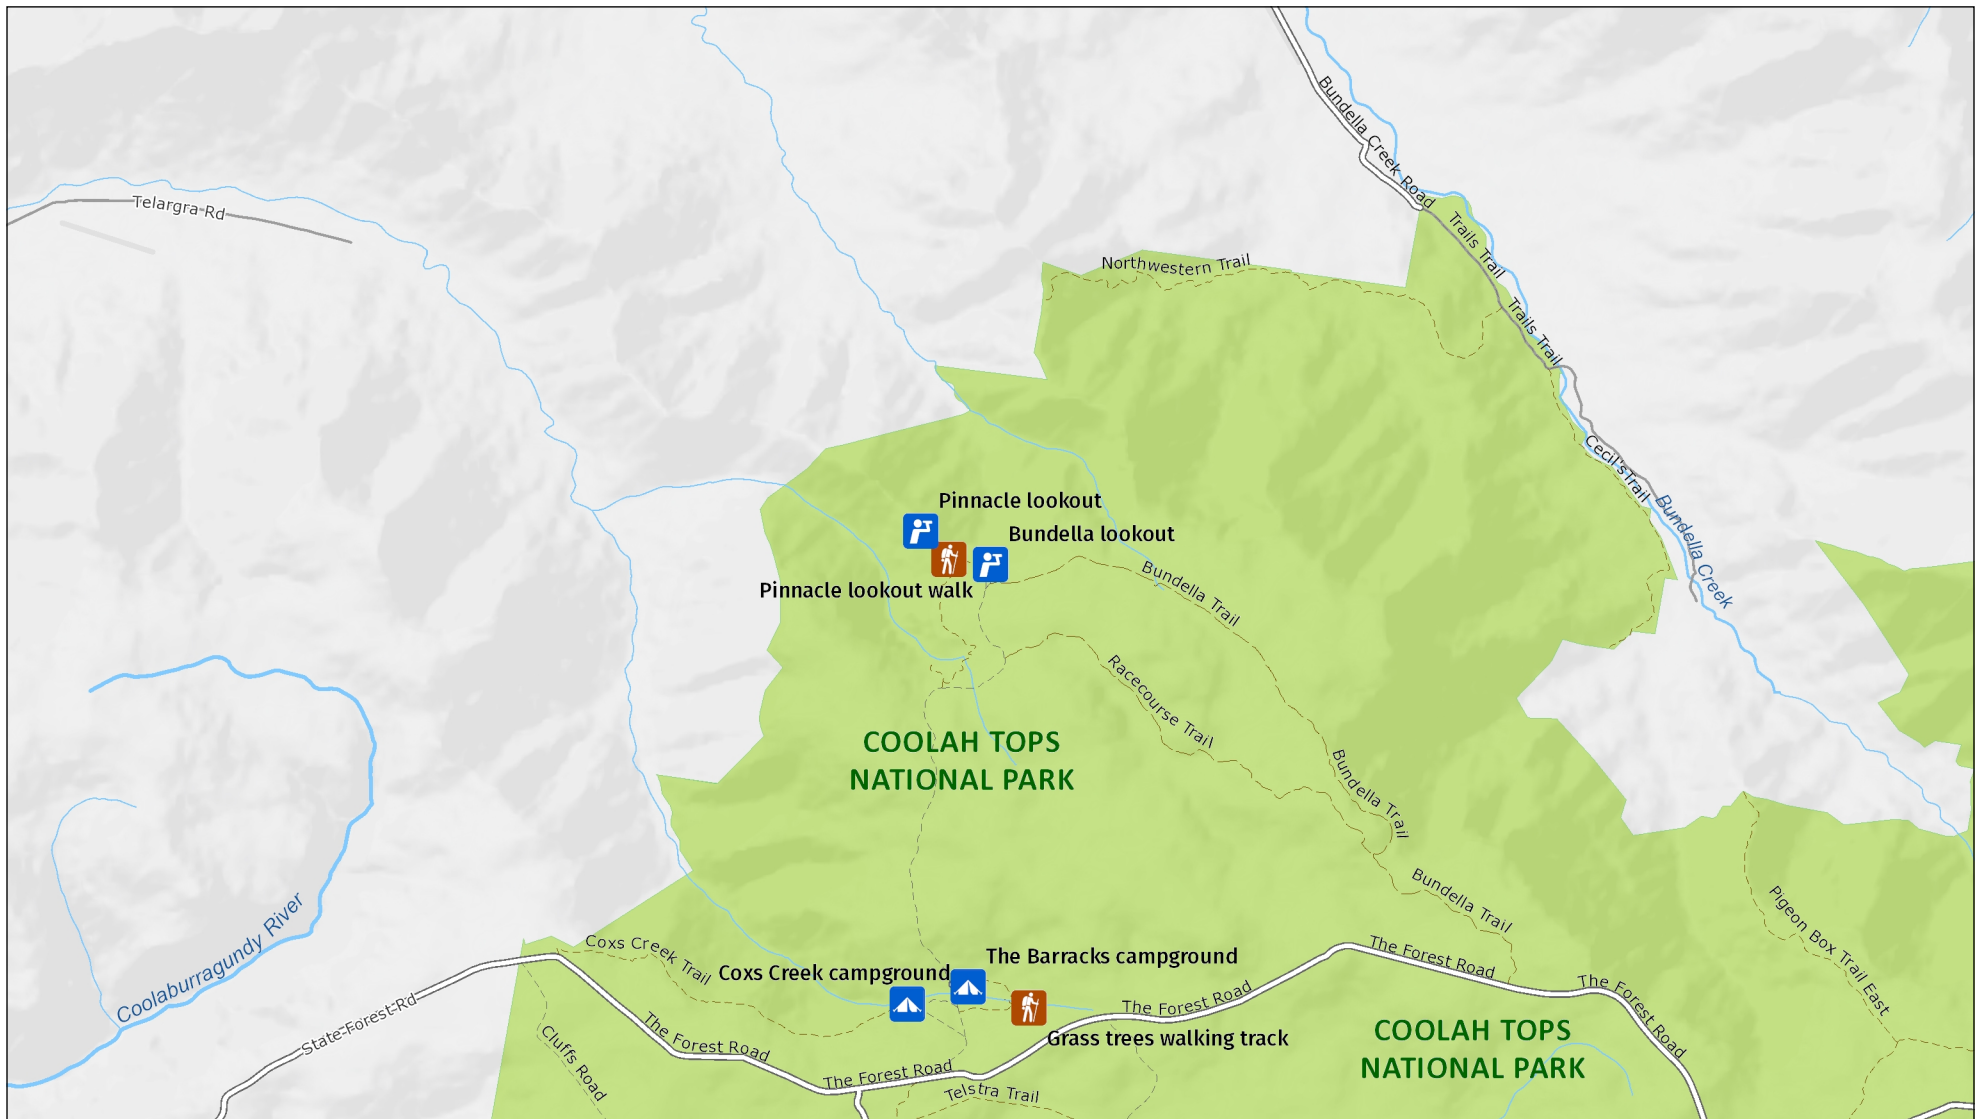 Bundella Creek Road
Telargra Rd
Trails Trail
Northwestern Trail
Trails Trail
Cecil'sTrail
Bundella Creek
Pinnacle lookout
Bundella lookout
Pinnacle lookout walk
Bundella Trail
Racecourse Trail
COOLAH TOPS
NATIONAL PARK
Bundella Trail
Bundella Trail
Pigeon Box Trail East
Coolaburragundy River
Coxs Creek Trail
The Barracks campground
Coxs Creek campground
The Forest Road
The Forest Road
The Forest Road
State-Forest-Rd
The Forest Road
Grass trees walking track
COOLAH TOPS
NATIONAL PARK
Cluffs Road
The Forest Road
Telstra Trail